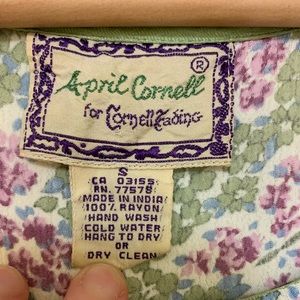 ®
April Cornell
for Cornell Trading
S
CA 03155
RN. 77578
MADE IN INDIA
100% RAYON
HAND WASH
COLD WATER
HANG TO DRY
OR
DRY CLEAN